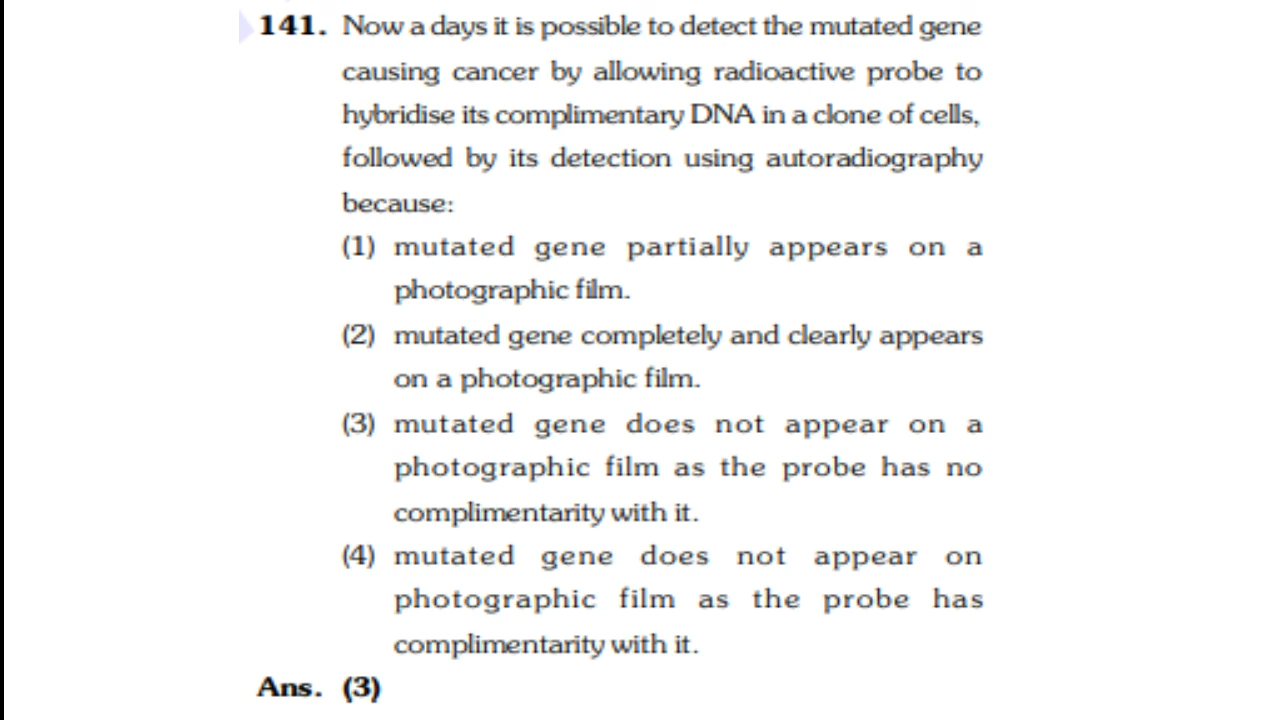 141. Now a days it is possible to detect the mutated gene
causing cancer by allowing radioactive probe to
hybridise its complimentary DNA in a clone of cells,
followed by its detection using autoradiography
because:
(1) mutated gene partially appears on a
photographic film.
(2) mutated gene completely and clearly appears
on a photographic film.
(3) mutated gene does not appear on a
photographic film as the probe has no
complimentarity with it.
(4) mutated gene does not appear on
photographic film as the probe has
complimentarity with it.
Ans. (3)